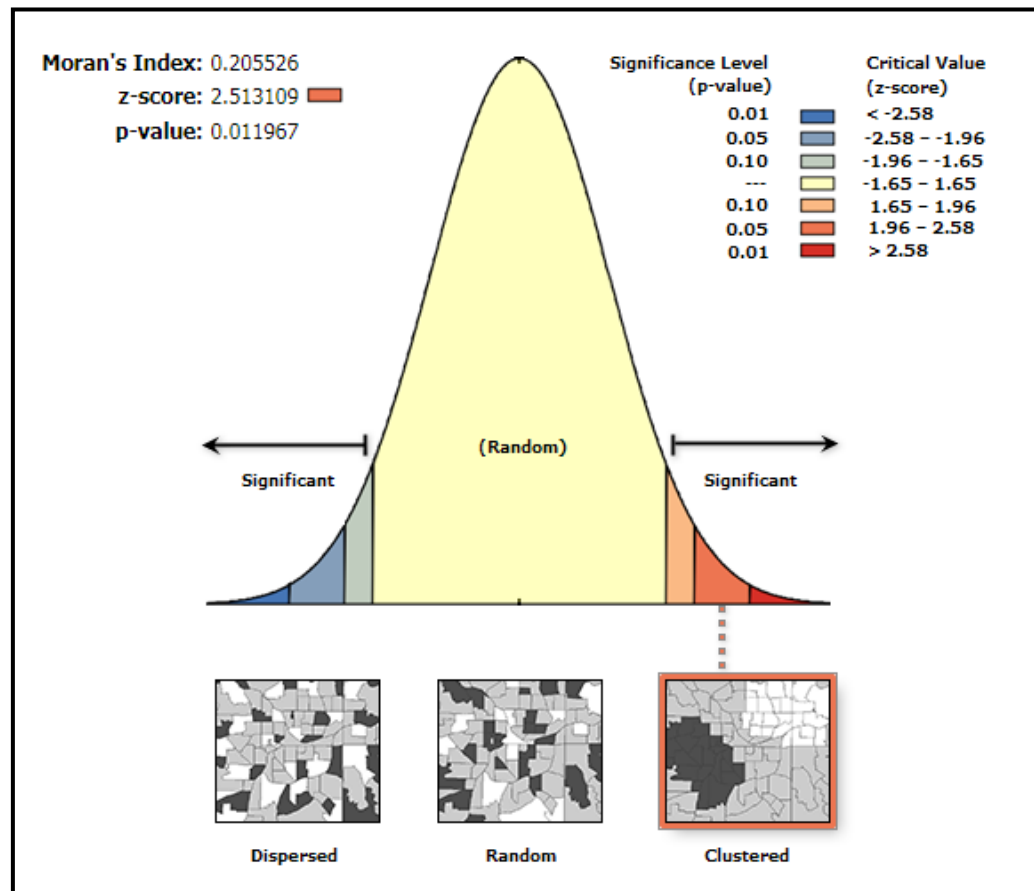 Moran's Index: 0.205526
z-score: 2.513109
p-value: 0.011967
Significance Level Critical Value
(p-value) (z-score)
0.01 < -2.58
0.05 -2.58 – -1.96
0.10 -1.96 – -1.65
--- -1.65 – 1.65
0.10 1.65 – 1.96
0.05 1.96 – 2.58
0.01 > 2.58
(Random)
Significant Significant
Dispersed Random Clustered